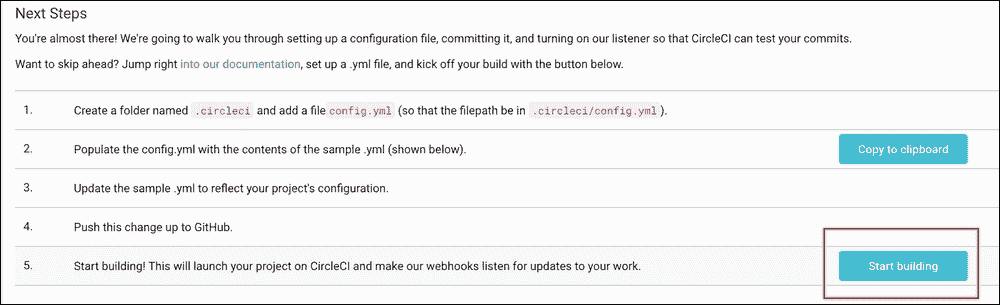 Next Steps
You're almost there! We're going to walk you through setting up a configuration file, committing it, and turning on our listener so that CircleCI can test your commits.
Want to skip ahead? Jump right into our documentation, set up a .yml file, and kick off your build with the button below.
1. Create a folder named .circleci and add a file config.yml (so that the filepath be in .circleci/config.yml).
2. Populate the config.yml with the contents of the sample .yml (shown below). Copy to clipboard
3. Update the sample .yml to reflect your project's configuration.
4. Push this change up to GitHub.
5. Start building! This will launch your project on CircleCI and make our webhooks listen for updates to your work. Start building